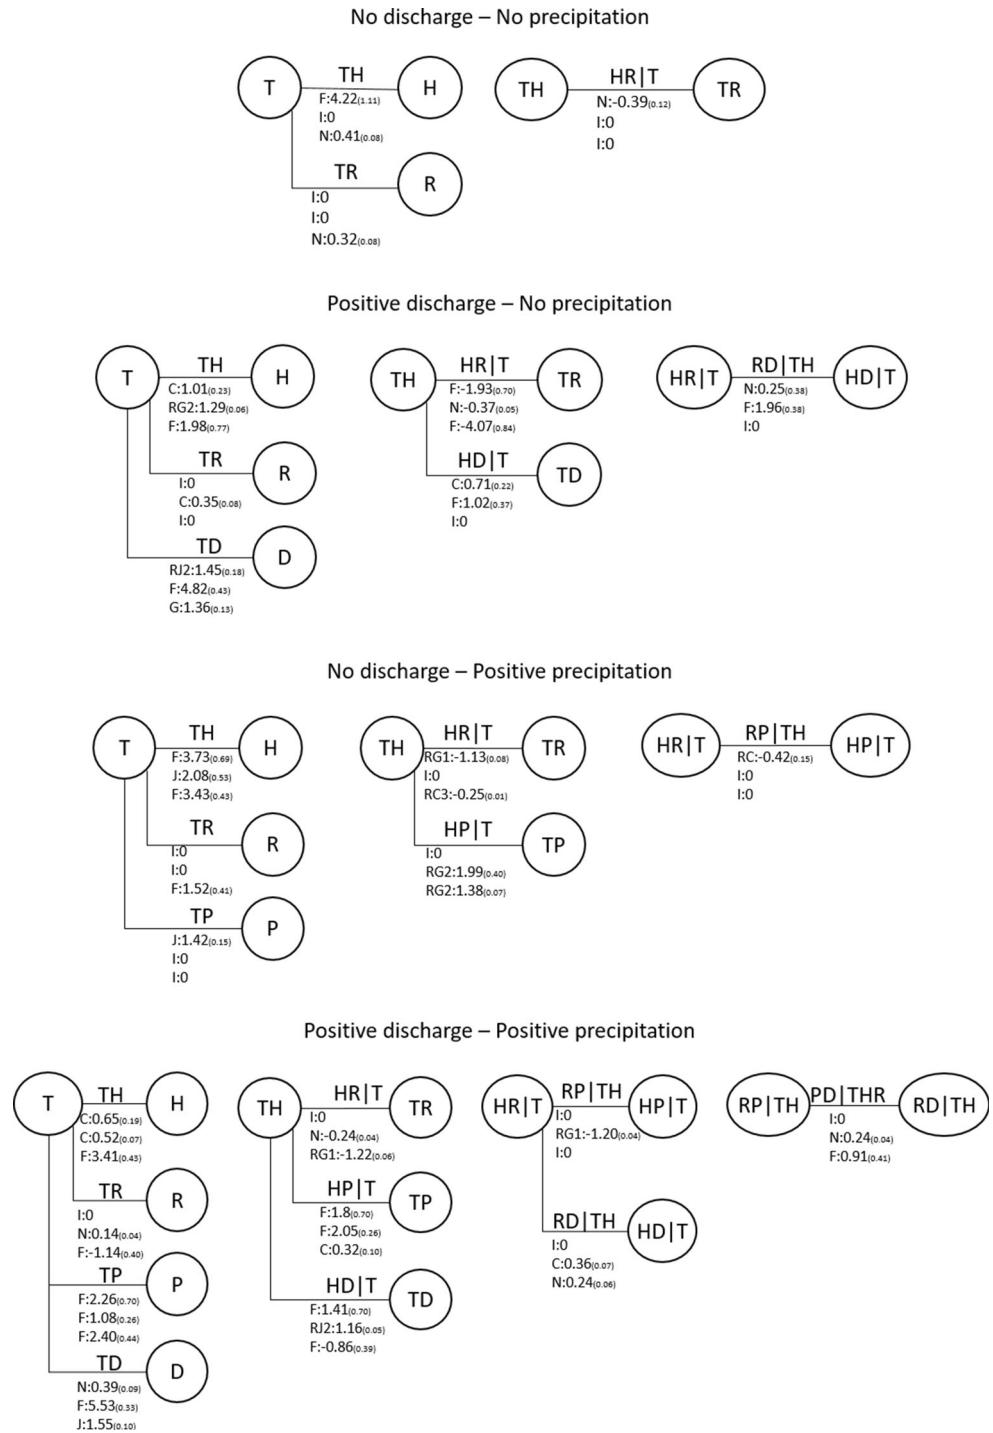 No discharge – No precipitation
T
TH
H
F:4.22(1.11)
I:0
N:0.41(0.08)
TR
R
I:0
I:0
N:0.32(0.08)
TH
HR|T
TR
N:-0.39(0.12)
I:0
I:0
Positive discharge – No precipitation
T
TH
H
C:1.01(0.23)
RG2:1.29(0.06)
F:1.98(0.77)
TR
R
I:0
C:0.35(0.08)
I:0
TD
D
RJ2:1.45(0.18)
F:4.82(0.43)
G:1.36(0.13)
TH
HR|T
TR
F:-1.93(0.70)
N:-0.37(0.05)
F:-4.07(0.84)
HD|T
TD
C:0.71(0.22)
F:1.02(0.37)
I:0
HR|T
RD|TH
HD|T
N:0.25(0.38)
F:1.96(0.38)
I:0
No discharge – Positive precipitation
T
TH
H
F:3.73(0.69)
J:2.08(0.53)
F:3.43(0.43)
TR
R
I:0
I:0
F:1.52(0.41)
TP
P
J:1.42(0.15)
I:0
I:0
TH
HR|T
TR
RG1:-1.13(0.08)
I:0
RC3:-0.25(0.01)
HP|T
TP
I:0
RG2:1.99(0.40)
RG2:1.38(0.07)
HR|T
RP|TH
HP|T
RC:-0.42(0.15)
I:0
I:0
Positive discharge – Positive precipitation
T
TH
H
C:0.65(0.19)
C:0.52(0.07)
F:3.41(0.43)
TR
R
I:0
N:0.14(0.04)
F:-1.14(0.40)
TP
P
F:2.26(0.70)
F:1.08(0.26)
F:2.40(0.44)
TD
D
N:0.39(0.09)
F:5.53(0.33)
J:1.55(0.10)
TH
HR|T
TR
I:0
N:-0.24(0.04)
RG1:-1.22(0.06)
HP|T
TP
F:1.8(0.70)
F:2.05(0.26)
C:0.32(0.10)
HD|T
TD
F:1.41(0.70)
RJ2:1.16(0.05)
F:-0.86(0.39)
HR|T
RP|TH
HP|T
I:0
RG1:-1.20(0.04)
I:0
RD|TH
HD|T
I:0
C:0.36(0.07)
N:0.24(0.06)
RP|TH
PD|THR
RD|TH
I:0
N:0.24(0.04)
F:0.91(0.41)